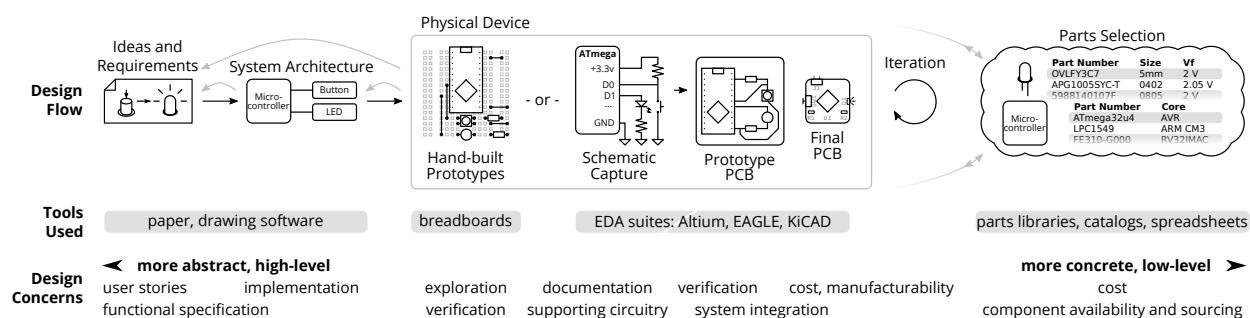 Physical Device
Ideas and
Requirements
System Architecture
Parts Selection
Design
Flow
Micro-
controller
Button
LED
- or -
ATmega
+3.3v
D0
D1
...
GND
Hand-built
Prototypes
Schematic
Capture
Prototype
PCB
R1 U1 R2
Final
PCB
Iteration
Part Number Size Vf
OVLFY3C7 5mm 2 V
APG1005SYC-T 0402 2.05 V
5988140107F 0805 2 V
Micro-
controller
Part Number Core
ATmega32u4 AVR
LPC1549 ARM CM3
FE310-G000 RV32IMAC
Tools
Used
paper, drawing software
breadboards
EDA suites: Altium, EAGLE, KiCAD
parts libraries, catalogs, spreadsheets
Design
Concerns
more abstract, high-level
more concrete, low-level
user stories implementation exploration documentation verification cost, manufacturability cost
functional specification verification supporting circuitry system integration component availability and sourcing